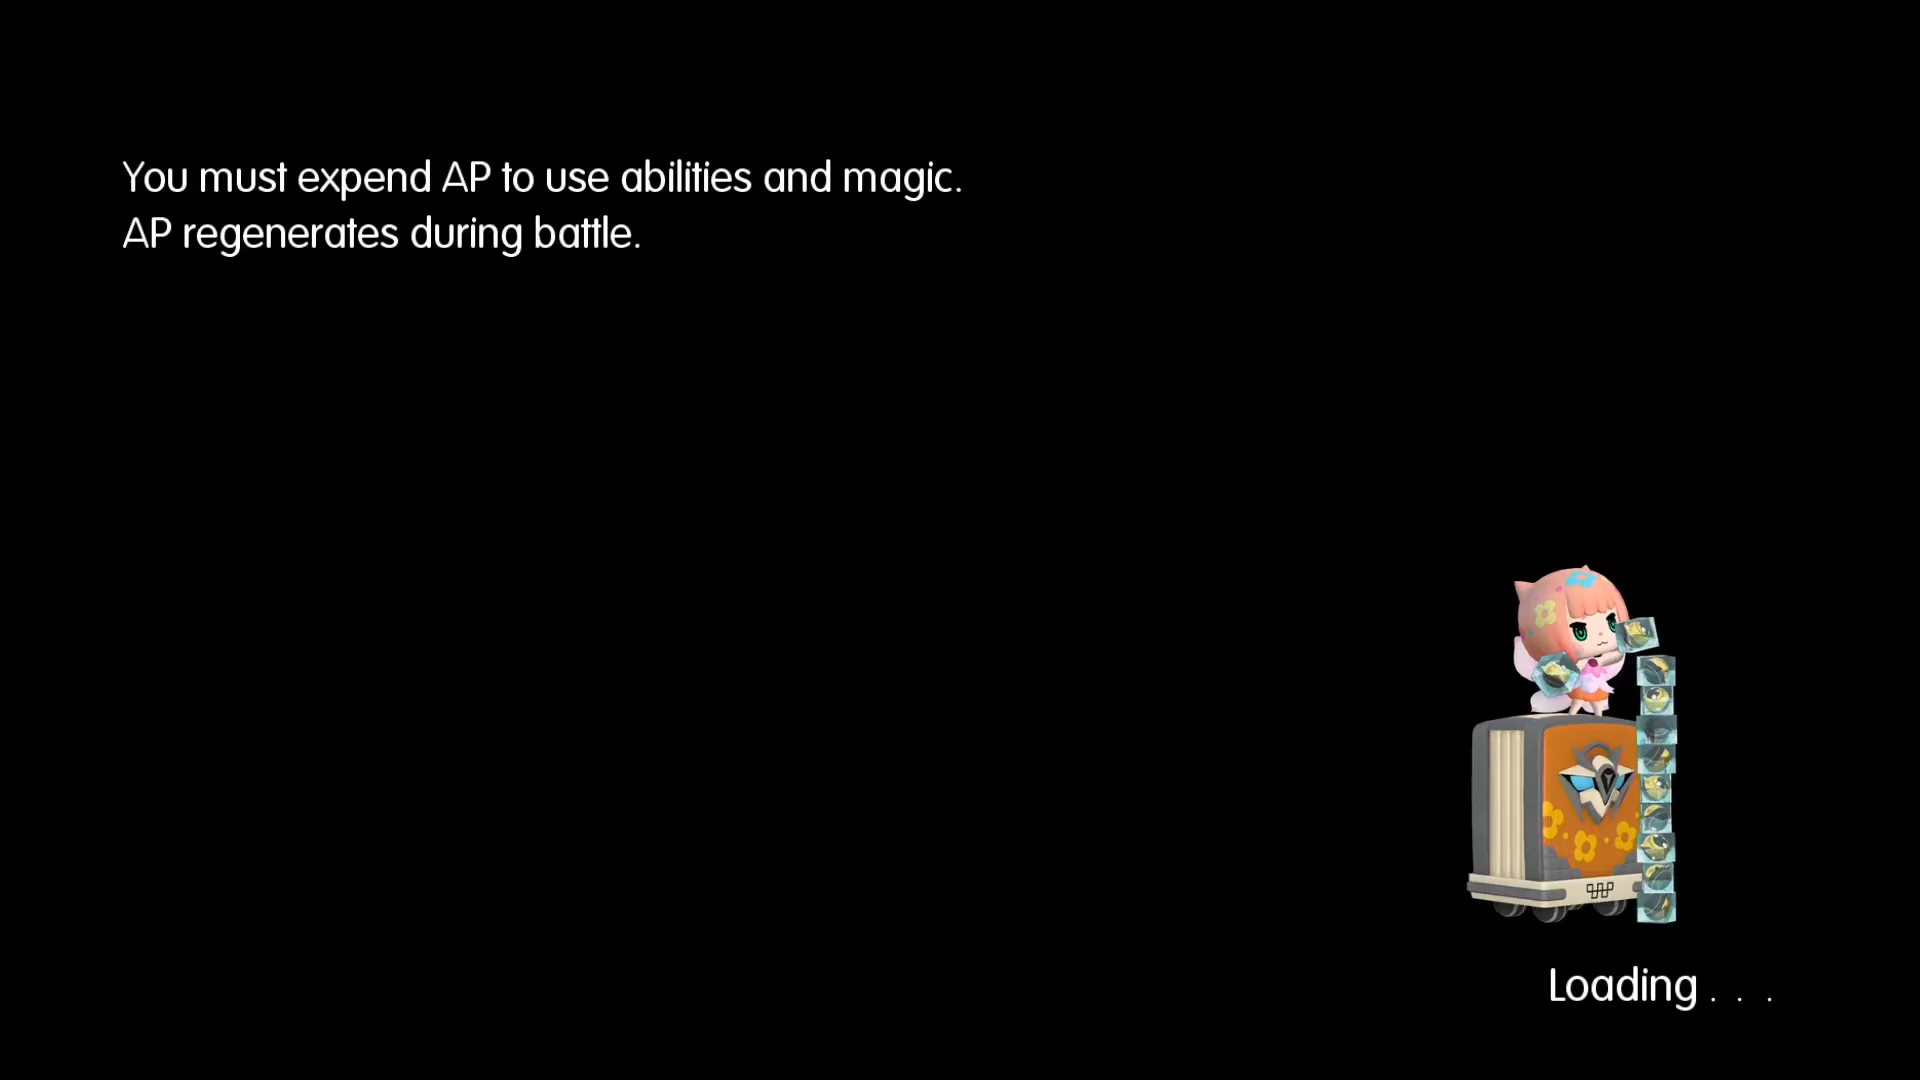 You must expend AP to use abilities and magic.
AP regenerates during battle.
Loading . . .